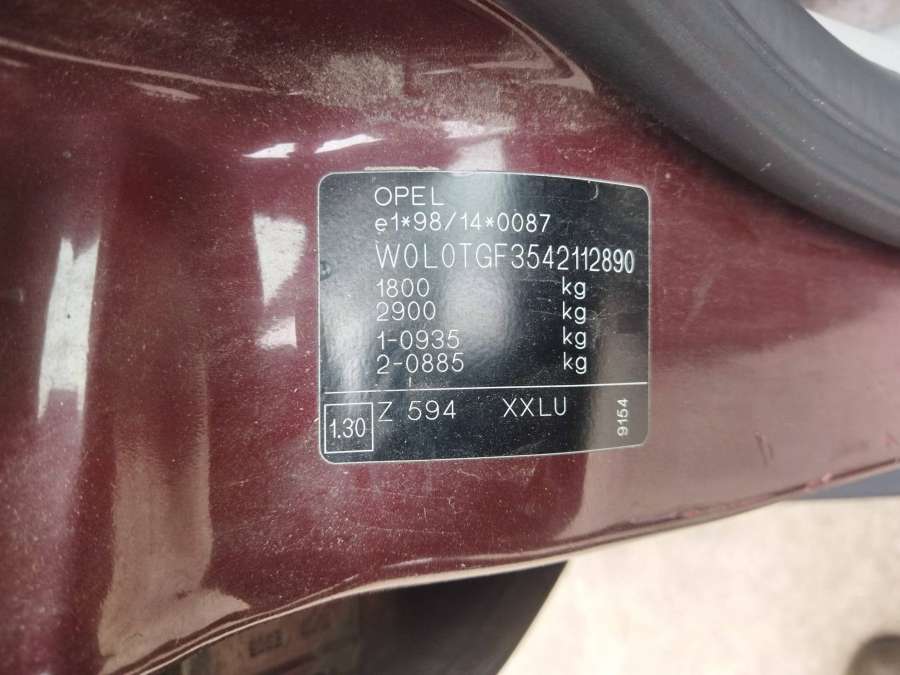 OPEL
e1*98/14*0087
W0L0TGF3542112890
1800 kg
2900 kg
1-0935 kg
2-0885 kg
1.30 Z 594 XXLU 9154